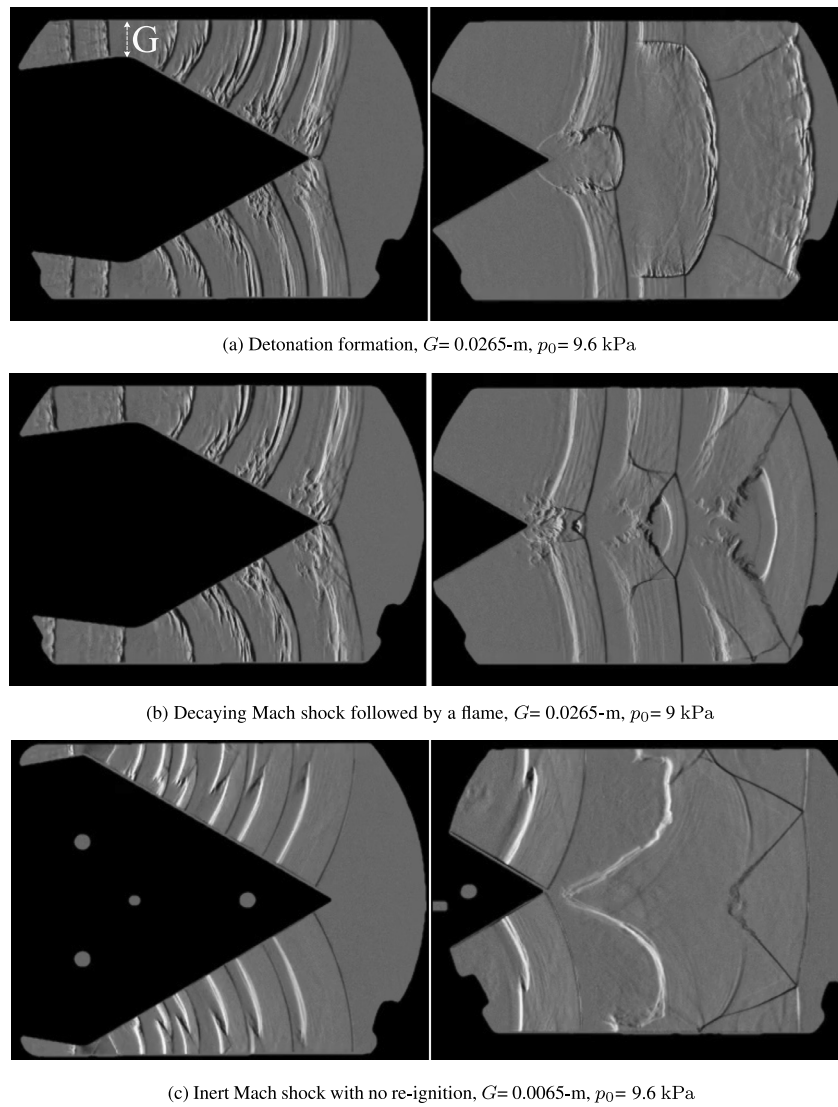 G
(a) Detonation formation, G= 0.0265-m, p₀= 9.6 kPa
(b) Decaying Mach shock followed by a flame, G= 0.0265-m, p₀= 9 kPa
(c) Inert Mach shock with no re-ignition, G= 0.0065-m, p₀= 9.6 kPa